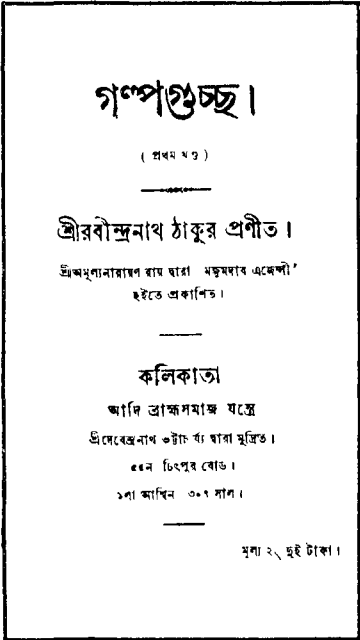 গল্পগুচ্ছ।
( প্রথম খণ্ড )
শ্রীরবীন্দ্রনাথ ঠাকুর প্রণীত।
শ্রীঅমূল্যনারায়ণ রায় দ্বারা মজুমদার এজেন্সী
হইতে প্রকাশিত।
কলিকাতা
আদি ব্রাহ্মসমাজ যন্ত্রে
শ্রীদেবেন্দ্রনাথ দ্বারা মুদ্রিত।
৫৫নং চিৎপুর রোড।
১লা আশ্বিন ৩০৭ সাল।
মূল্য ২৲ দুই টাকা।